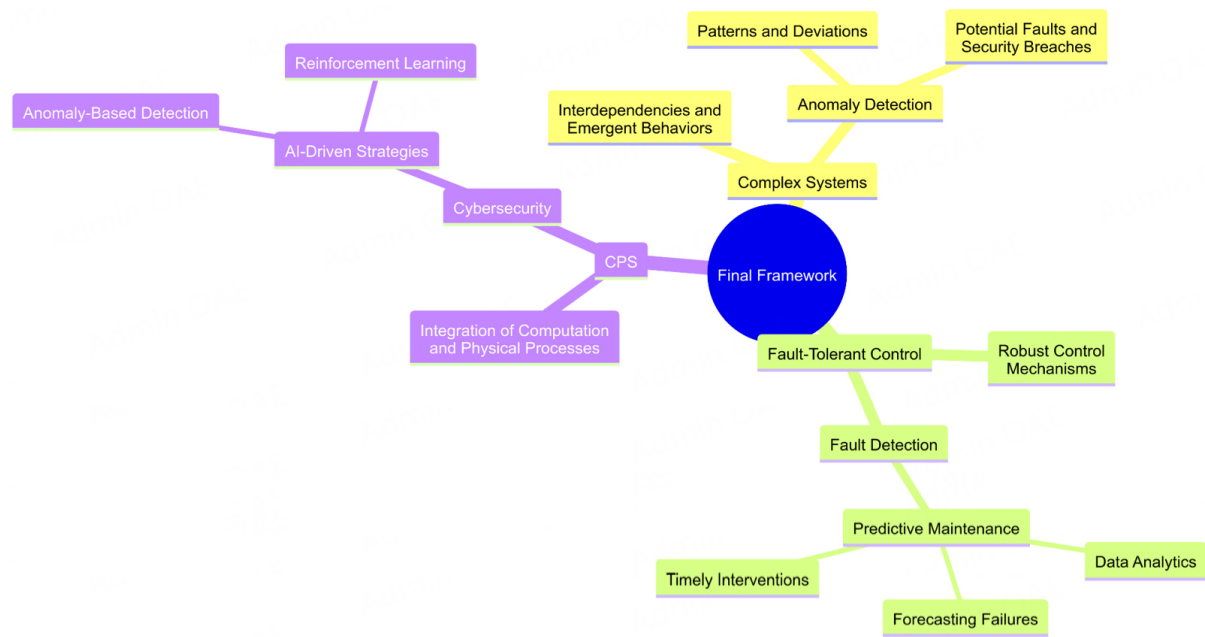 Patterns and Deviations
Potential Faults and
Security Breaches
Reinforcement Learning
Anomaly-Based Detection
Interdependencies and
Emergent Behaviors
Anomaly Detection
AI-Driven Strategies
Complex Systems
Cybersecurity
CPS
Final Framework
Integration of Computation
and Physical Processes
Fault-Tolerant Control
Robust Control
Mechanisms
Fault Detection
Predictive Maintenance
Data Analytics
Timely Interventions
Forecasting Failures